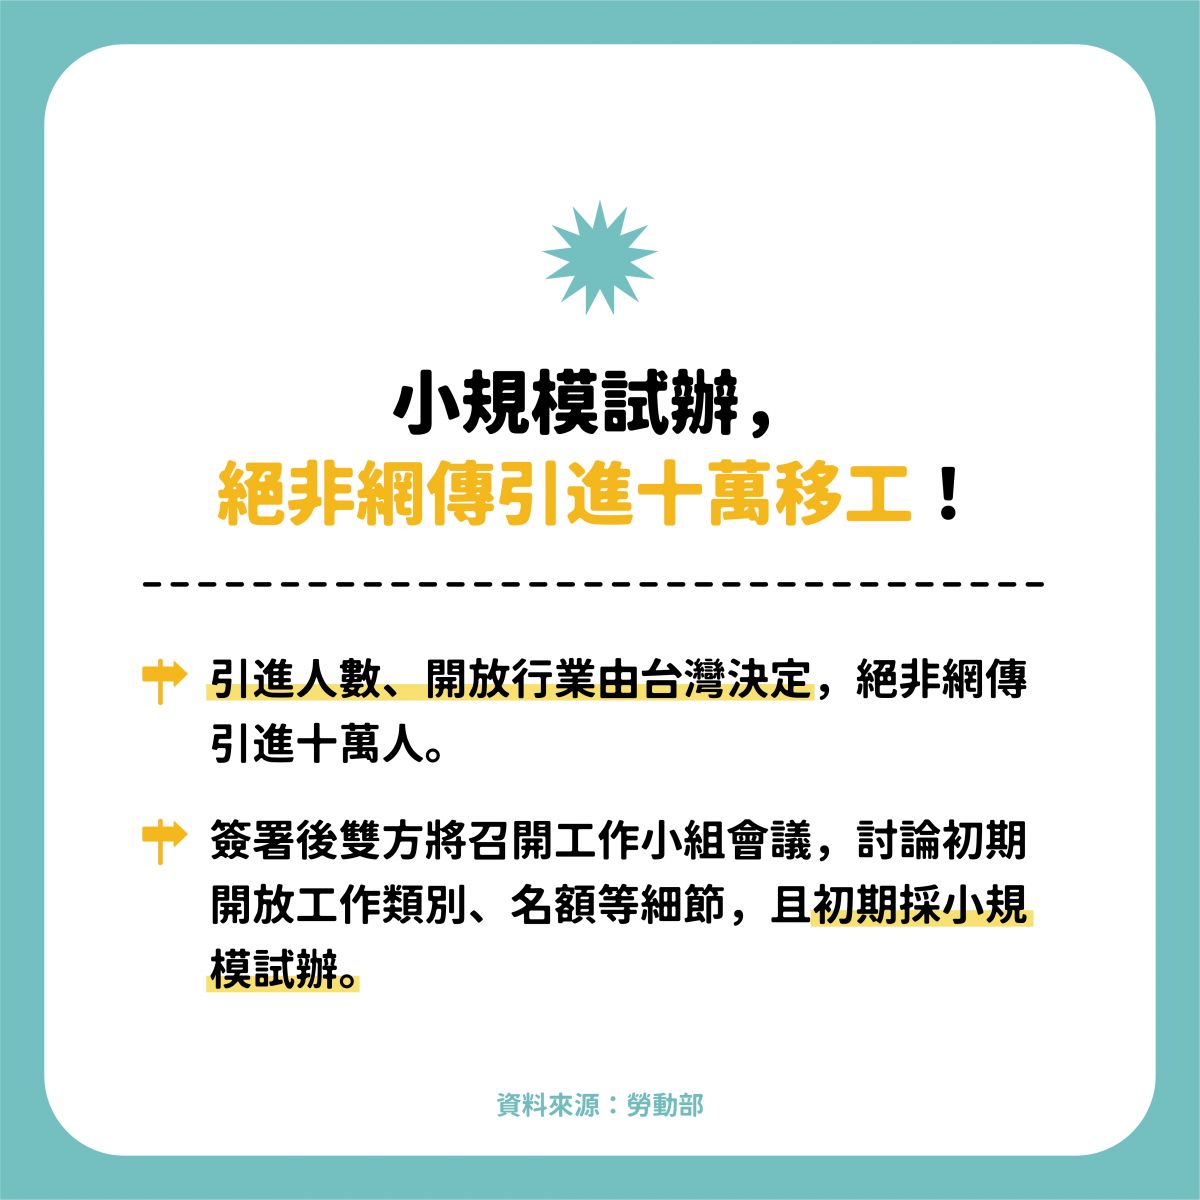 小規模試辦，
絕非網傳引進十萬移工！
引進人數、開放行業由台灣決定，絕非網傳
引進十萬人。
簽署後雙方將召開工作小組會議，討論初期
開放工作類別、名額等細節，且初期採小規
模試辦。
資料來源：勞動部